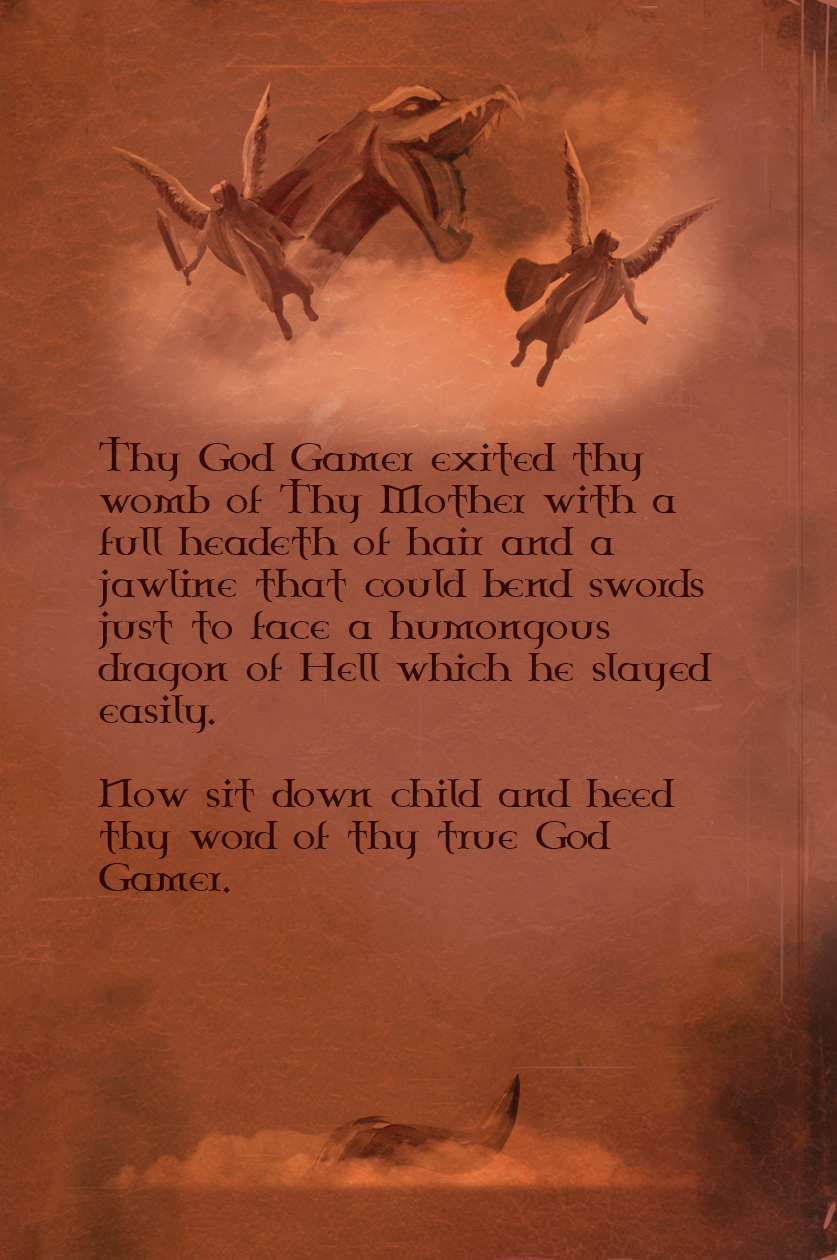 Thy God Gamer exited thy
womb of Thy Mother with a
full headeth of hair and a
jawline that could bend swords
just to face a humongous
dragon of Hell which he slayed
easily.
Now sit down child and heed
thy word of thy true God
Gamer.